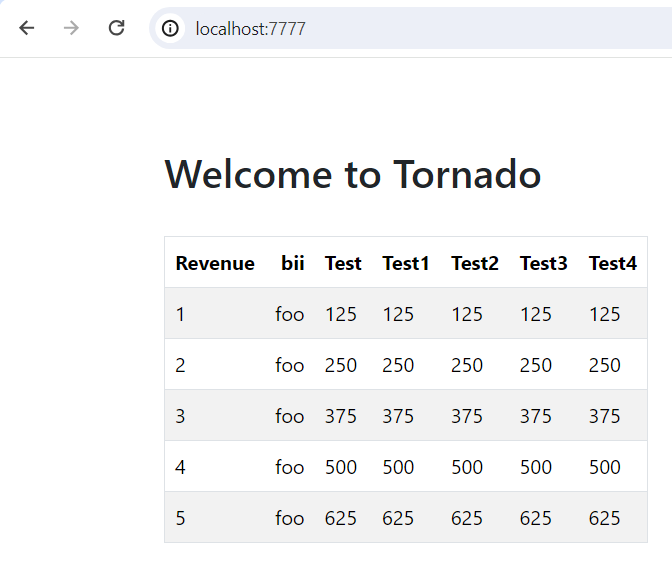 localhost:7777
Welcome to Tornado
Revenue bii Test Test1 Test2 Test3 Test4
1 foo 125 125 125 125 125
2 foo 250 250 250 250 250
3 foo 375 375 375 375 375
4 foo 500 500 500 500 500
5 foo 625 625 625 625 625